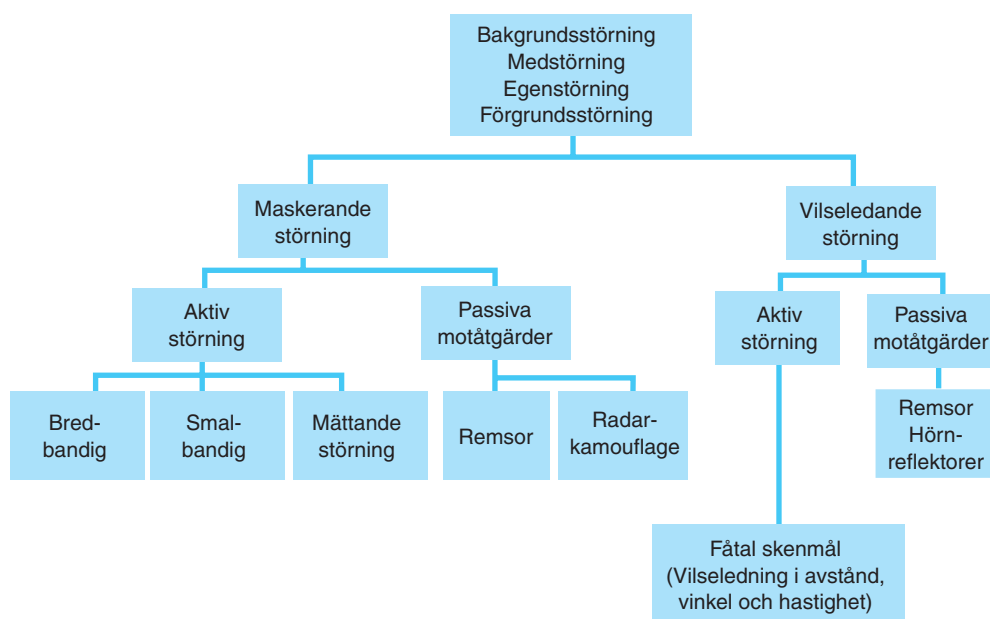 Bakgrundsstörning
Medstörning
Egenstörning
Förgrundsstörning
Maskerande
störning
Vilseledande
störning
Aktiv
störning
Passiva
motåtgärder
Aktiv
störning
Passiva
motåtgärder
Bred-
bandig
Smal-
bandig
Mättande
störning
Remsor
Radar-
kamouflage
Remsor
Hörn-
reflektorer
Fåtal skenmål
(Vilseledning i avstånd,
vinkel och hastighet)